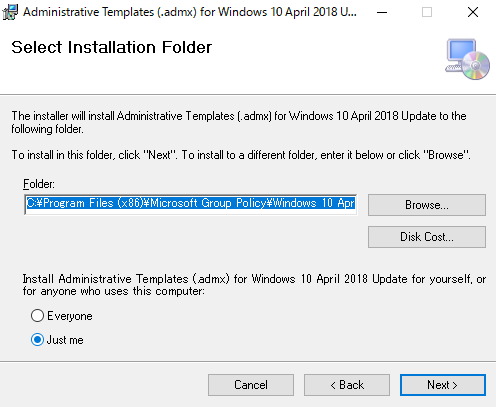 Administrative Templates (.admx) for Windows 10 April 2018 U...
Select Installation Folder
The installer will install Administrative Templates (.admx) for Windows 10 April 2018 Update to the
following folder.
To install in this folder, click "Next". To install to a different folder, enter it below or click "Browse".
Folder:
C:¥Program Files (x86)¥Microsoft Group Policy¥Windows 10 Apr
Browse...
Disk Cost...
Install Administrative Templates (.admx) for Windows 10 April 2018 Update for yourself, or
for anyone who uses this computer:
Everyone
Just me
Cancel
< Back
Next >